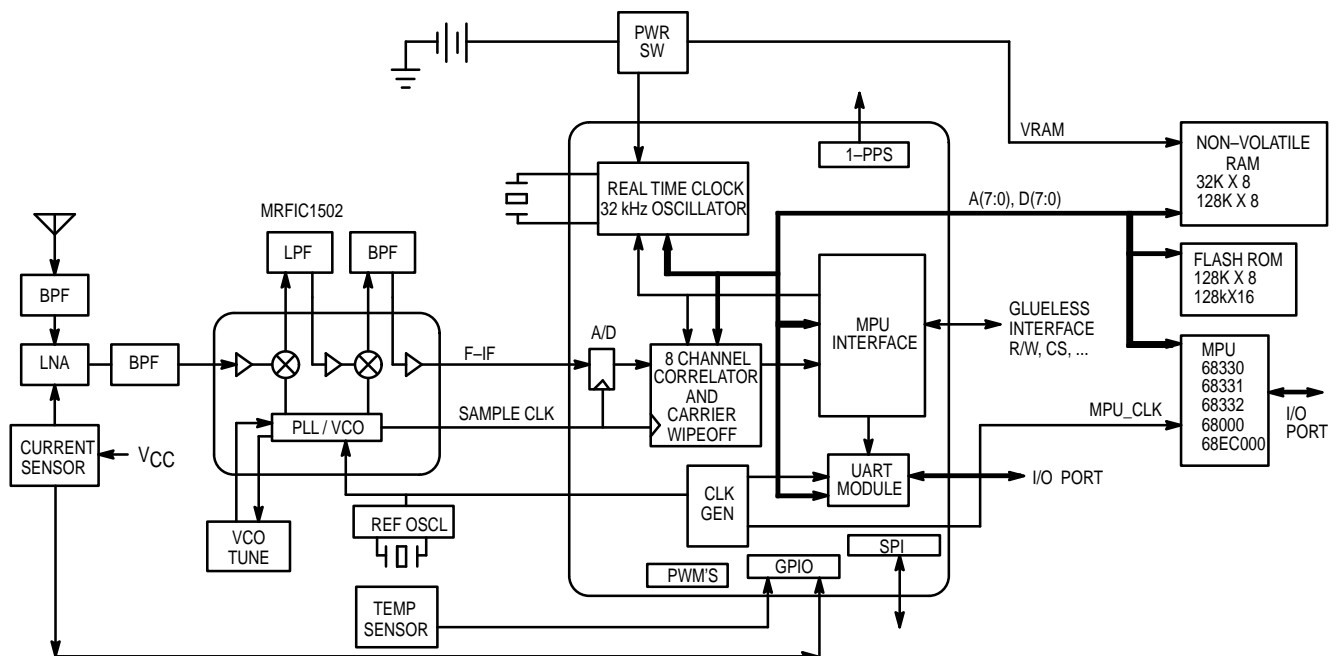 PWR
SW
VRAM
1–PPS
NON–VOLATILE
RAM
32K X 8
128K X 8
REAL TIME CLOCK
32 kHz OSCILLATOR
A(7:0), D(7:0)
MRFIC1502
LPF
BPF
FLASH ROM
128K X 8
128kX16
BPF
MPU
INTERFACE
GLUELESS
INTERFACE
R/W, CS, ...
A/D
LNA
BPF
F–IF
8 CHANNEL
CORRELATOR
AND
CARRIER
WIPEOFF
MPU
68330
68331
68332
68000
68EC000
I/O
PORT
SAMPLE CLK
MPU_CLK
PLL / VCO
CURRENT
SENSOR
VCC
UART
MODULE
I/O PORT
CLK
GEN
REF OSCL
VCO
TUNE
SPI
GPIO
PWM'S
TEMP
SENSOR